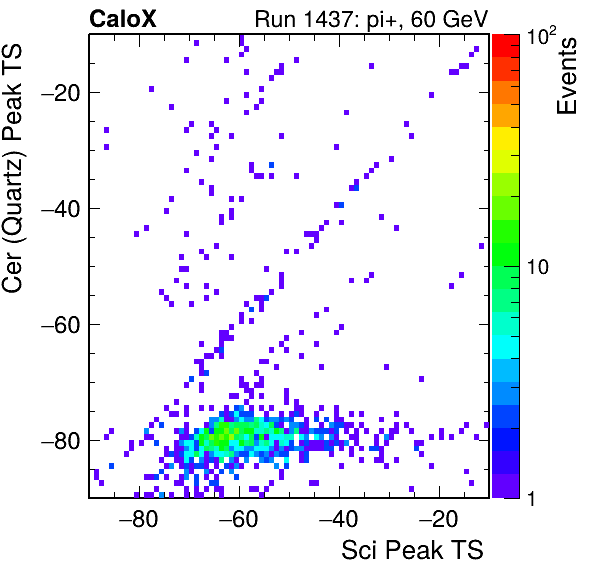 CaloX Run 1437: pi+, 60 GeV
Cer (Quartz) Peak TS
−20
−40
−60
−80
−80 −60 −40 −20
Sci Peak TS
10²
10
1
Events